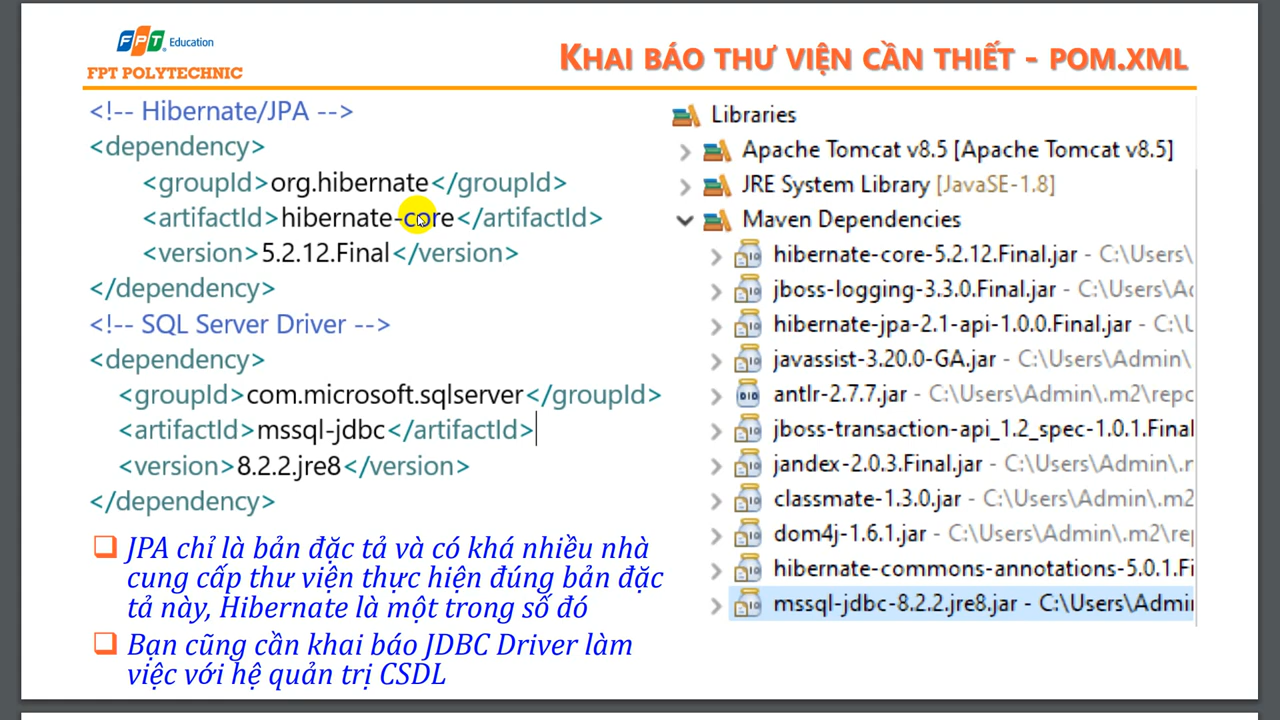 FPT Education
FPT POLYTECHNIC
KHAI BÁO THƯ VIỆN CẦN THIẾT - POM.XML
<!-- Hibernate/JPA -->
<dependency>
<groupId>org.hibernate</groupId>
<artifactId>hibernate-core</artifactId>
<version>5.2.12.Final</version>
</dependency>
<!-- SQL Server Driver -->
<dependency>
<groupId>com.microsoft.sqlserver</groupId>
<artifactId>mssql-jdbc</artifactId>
<version>8.2.2.jre8</version>
</dependency>
JPA chỉ là bản đặc tả và có khá nhiều nhà
cung cấp thư viện thực hiện đúng bản đặc
tả này, Hibernate là một trong số đó
Bạn cũng cần khai báo JDBC Driver làm
việc với hệ quản trị CSDL
Libraries
Apache Tomcat v8.5 [Apache Tomcat v8.5]
JRE System Library [JavaSE-1.8]
Maven Dependencies
hibernate-core-5.2.12.Final.jar - C:\Users\
jboss-logging-3.3.0.Final.jar - C:\Users\Ac
hibernate-jpa-2.1-api-1.0.0.Final.jar - C:\U
javassist-3.20.0-GA.jar - C:\Users\Admin\
antlr-2.7.7.jar - C:\Users\Admin\.m2\repc
jboss-transaction-api_1.2_spec-1.0.1.Final
jandex-2.0.3.Final.jar - C:\Users\Admin\.r
classmate-1.3.0.jar - C:\Users\Admin\.m2
dom4j-1.6.1.jar - C:\Users\Admin\.m2\rep
hibernate-commons-annotations-5.0.1.Fi
mssql-jdbc-8.2.2.jre8.jar - C:\Users\Admi